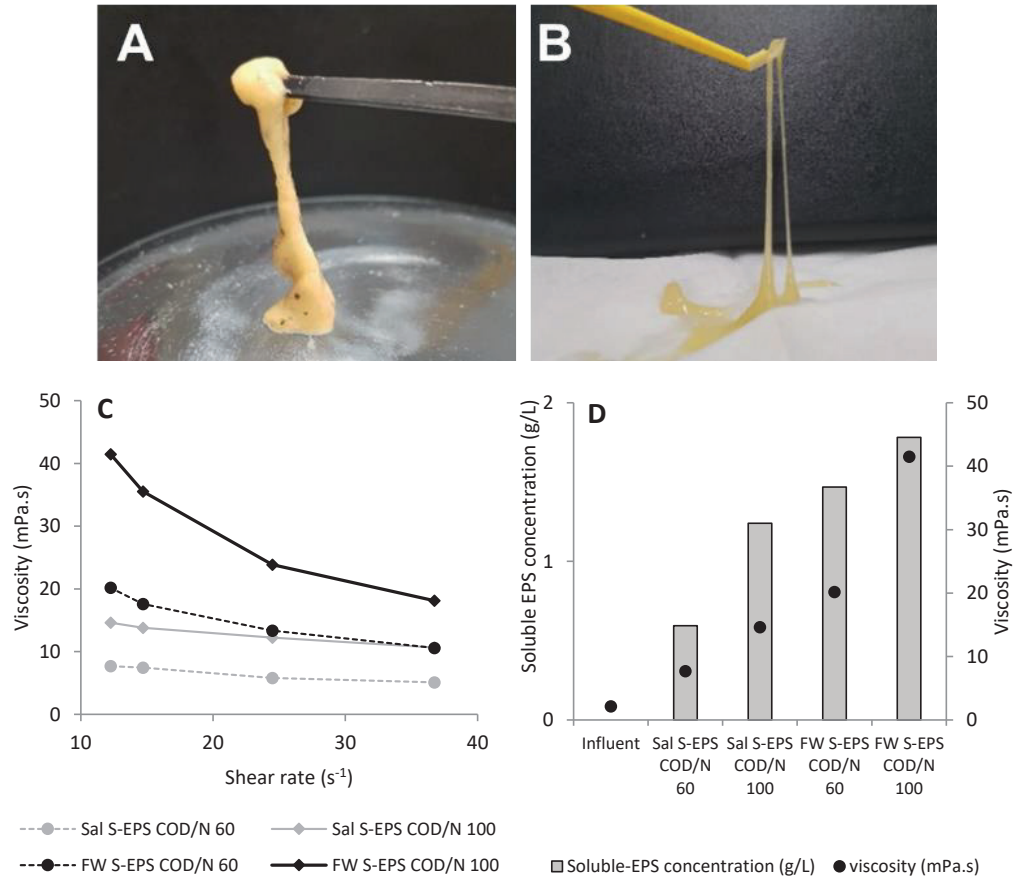 A
B
C
50
40
30
20
10
0
Viscosity (mPa.s)
10 20 30 40
Shear rate (s-1)
Sal S-EPS COD/N 60
Sal S-EPS COD/N 100
FW S-EPS COD/N 60
FW S-EPS COD/N 100
D
2
1
0
Soluble EPS concentration (g/L)
50
40
30
20
10
0
Viscosity (mPa.s)
Influent
Sal S-EPS
COD/N
60
Sal S-EPS
COD/N
100
FW S-EPS
COD/N
60
FW S-EPS
COD/N
100
Soluble-EPS concentration (g/L)
viscosity (mPa.s)